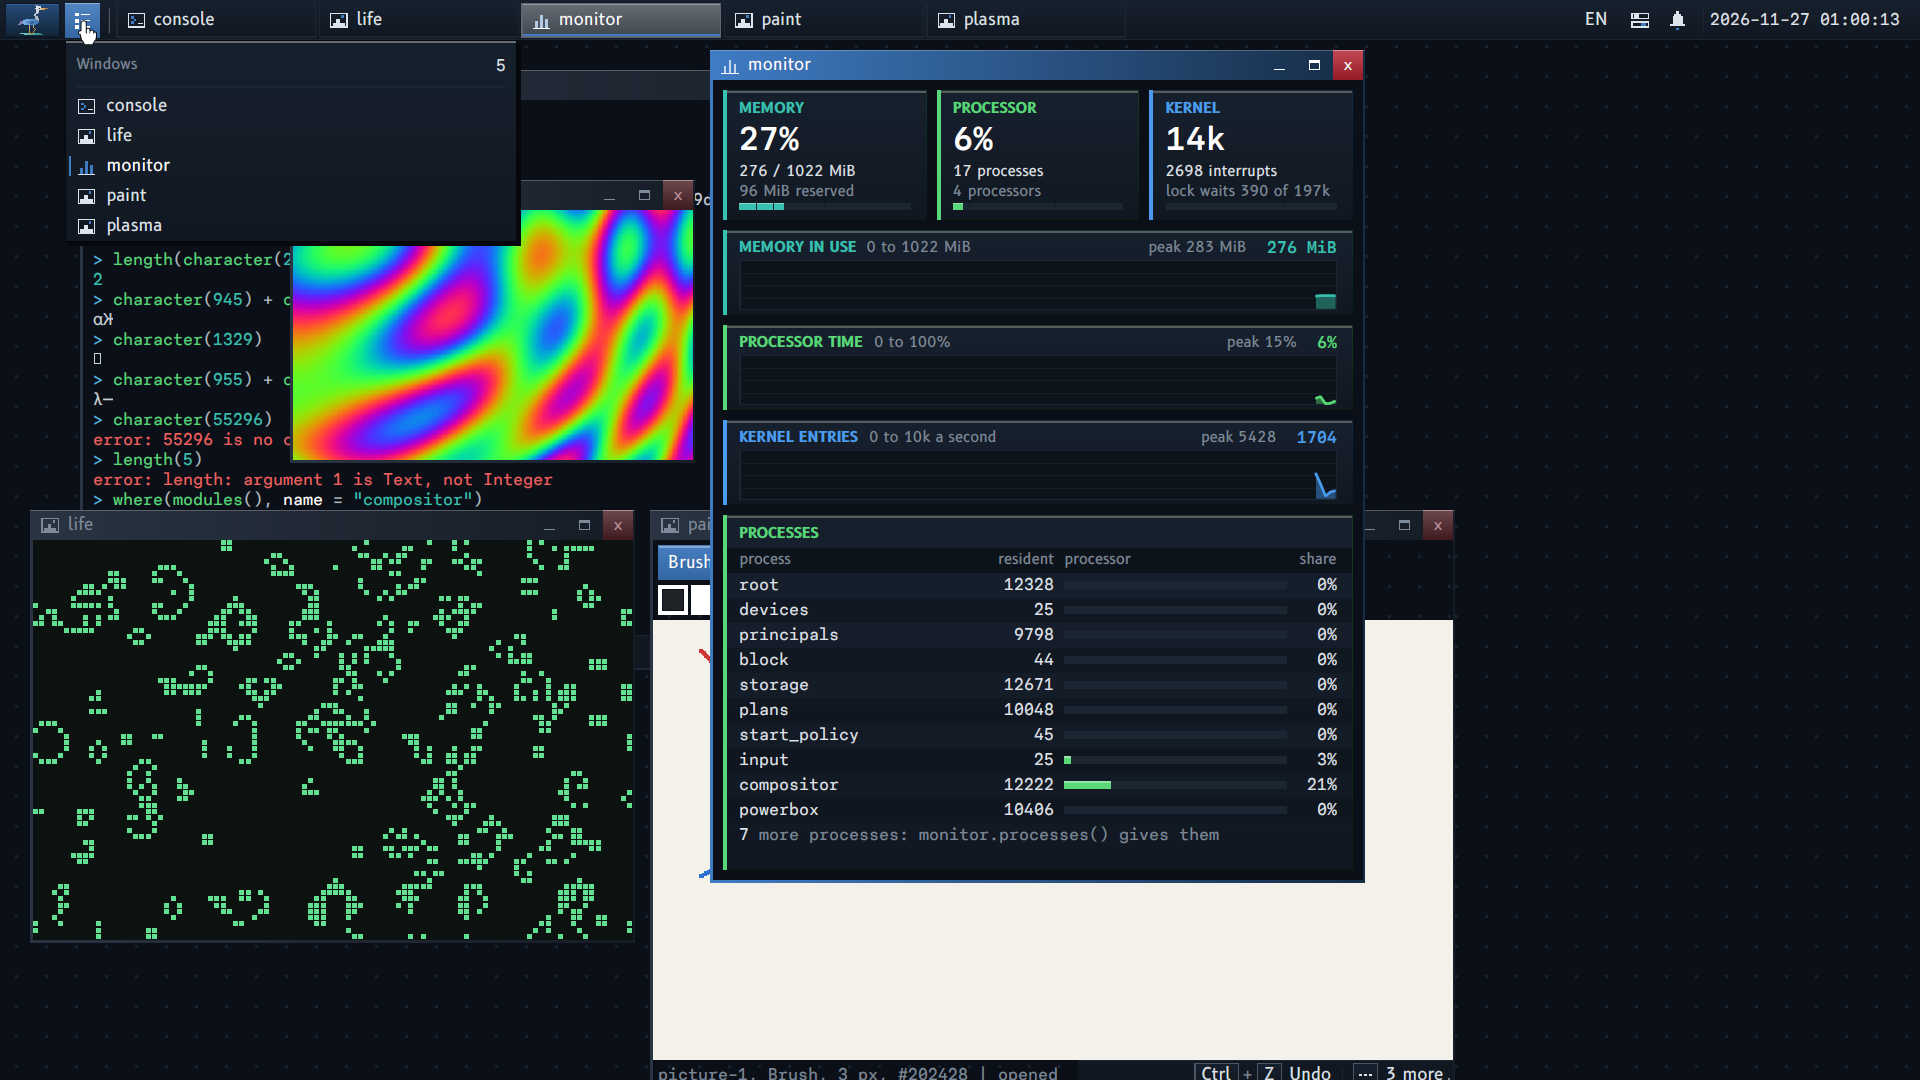 console
life
monitor
paint
plasma
EN
2026-11-27 01:00:13
Windows 5
console
life
monitor
paint
plasma
> length(character(2
2
> character(945) + c
> character(1329)
> character(955) + c
> character(55296)
error: 55296 is no c
> length(5)
error: length: argument 1 is Text, not Integer
> where(modules(), name = "compositor")
life
monitor
x
MEMORY
27%
276 / 1022 MiB
96 MiB reserved
PROCESSOR
6%
17 processes
4 processors
KERNEL
14k
2698 interrupts
lock waits 390 of 197k
MEMORY IN USE 0 to 1022 MiB peak 283 MiB 276 MiB
PROCESSOR TIME 0 to 100% peak 15% 6%
KERNEL ENTRIES 0 to 10k a second peak 5428 1704
PROCESSES
process resident processor share
root 12328 0%
devices 25 0%
principals 9798 0%
block 44 0%
storage 12671 0%
plans 10048 0%
start_policy 45 0%
input 25 3%
compositor 12222 21%
powerbox 10406 0%
7 more processes: monitor.processes() gives them
pai
Brush
picture-1, Brush, 3 px, #202428 | opened
Ctrl + Z Undo ... 3 more